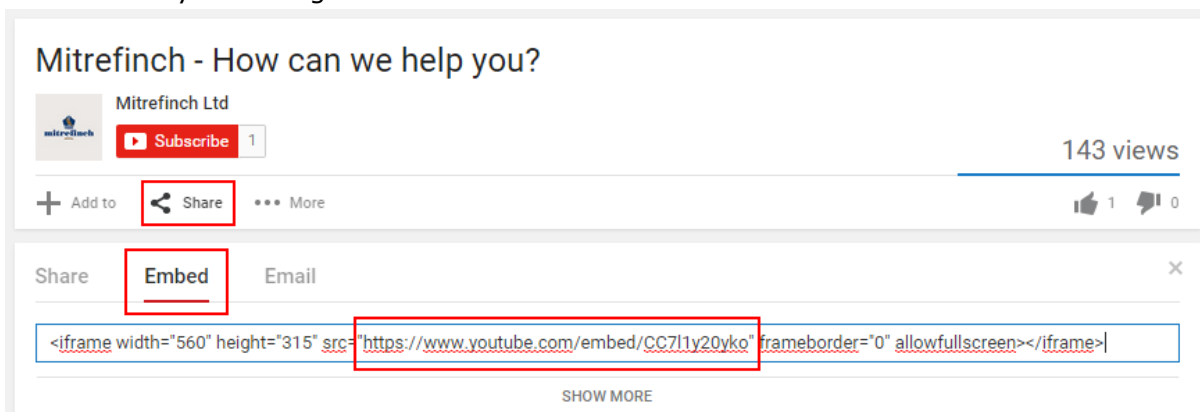 Mitrefinch - How can we help you?
Mitrefinch Ltd
mitrefinch
Subscribe 1
143 views
Add to Share More 1 0
Share Embed Email
<iframe width="560" height="315" src="https://www.youtube.com/embed/CC7l1y20yko" frameborder="0" allowfullscreen></iframe>
SHOW MORE